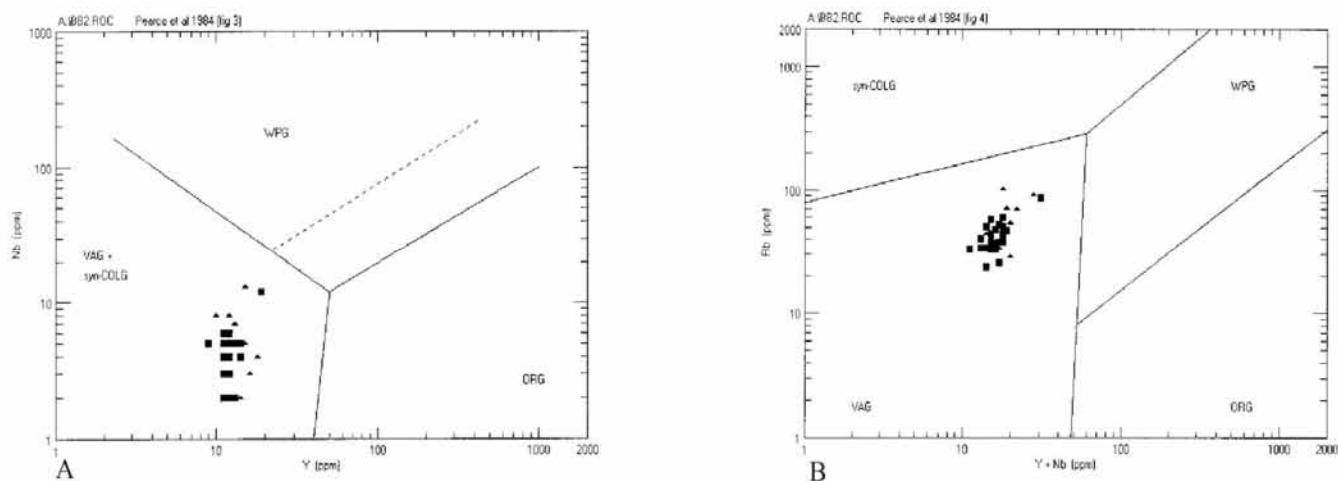 A:\BB2.ROC Pearce et al 1984 (fig 3)
1000
100
10
1
Nb (ppm)
WPG
VAG +
syn-COLG
ORG
1
10
100
1000
2000
Y (ppm)
A
A:\BB2.ROC Pearce et al 1984 (fig 4)
2000
1000
100
10
1
Rb (ppm)
syn-COLG
WPG
VAG
ORG
1
10
100
1000
2000
Y + Nb (ppm)
B